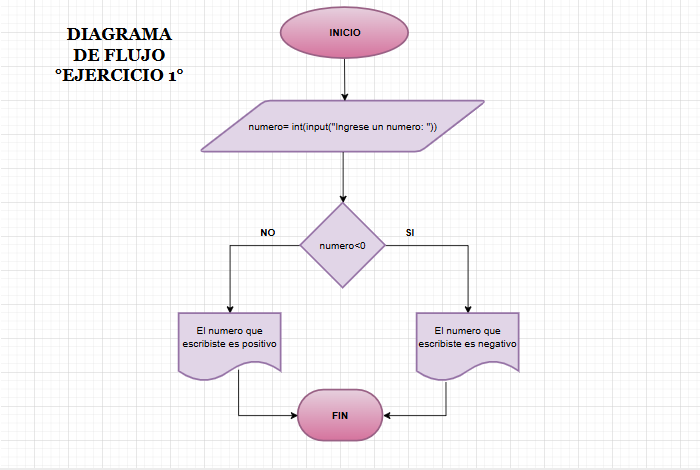 DIAGRAMA
DE FLUJO
°EJERCICIO 1°
INICIO
numero= int(input("Ingrese un numero: "))
numero<0
NO
SI
El numero que
escribiste es positivo
El numero que
escribiste es negativo
FIN